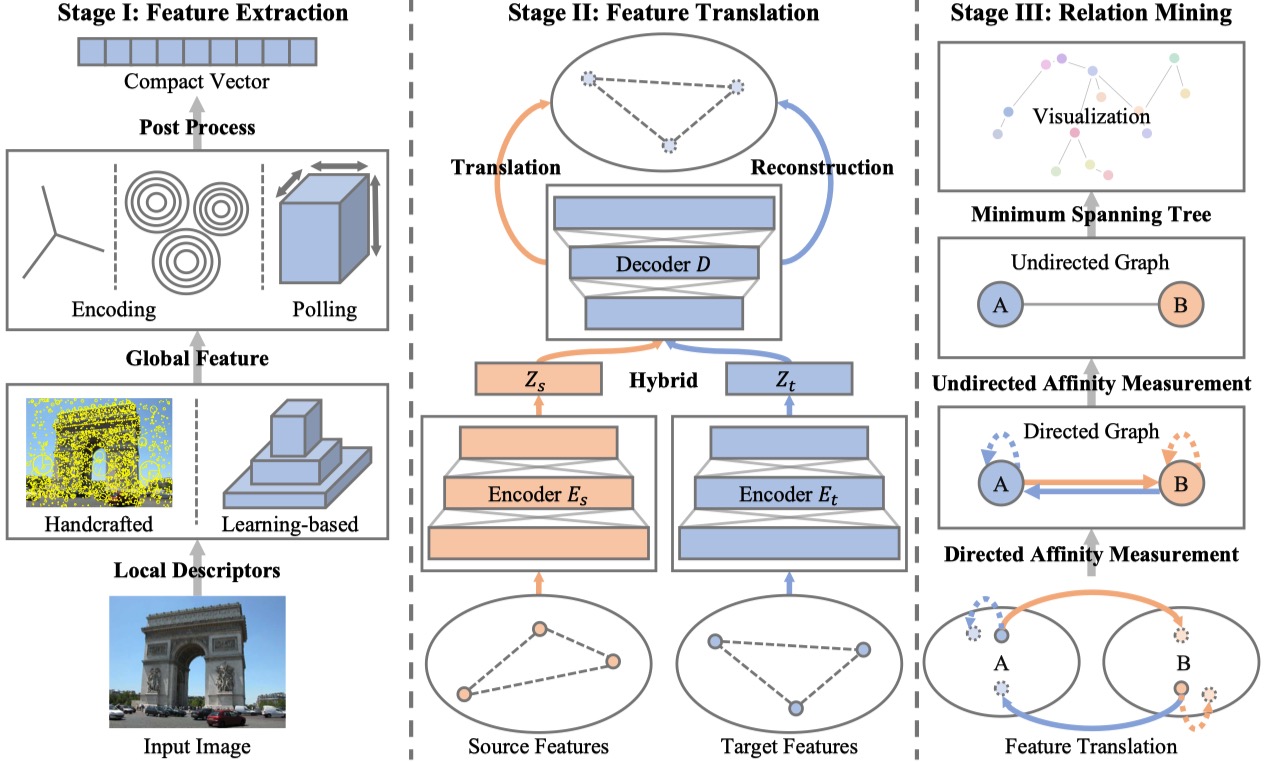 Stage I: Feature Extraction
Compact Vector
Post Process
Encoding
Polling
Global Feature
Handcrafted
Learning-based
Local Descriptors
Input Image
Stage II: Feature Translation
Translation
Reconstruction
Decoder D
Z_s
Hybrid
Z_t
Encoder E_s
Encoder E_t
Source Features
Target Features
Stage III: Relation Mining
Visualization
Minimum Spanning Tree
Undirected Graph
A
B
Undirected Affinity Measurement
Directed Graph
A
B
Directed Affinity Measurement
A
B
Feature Translation